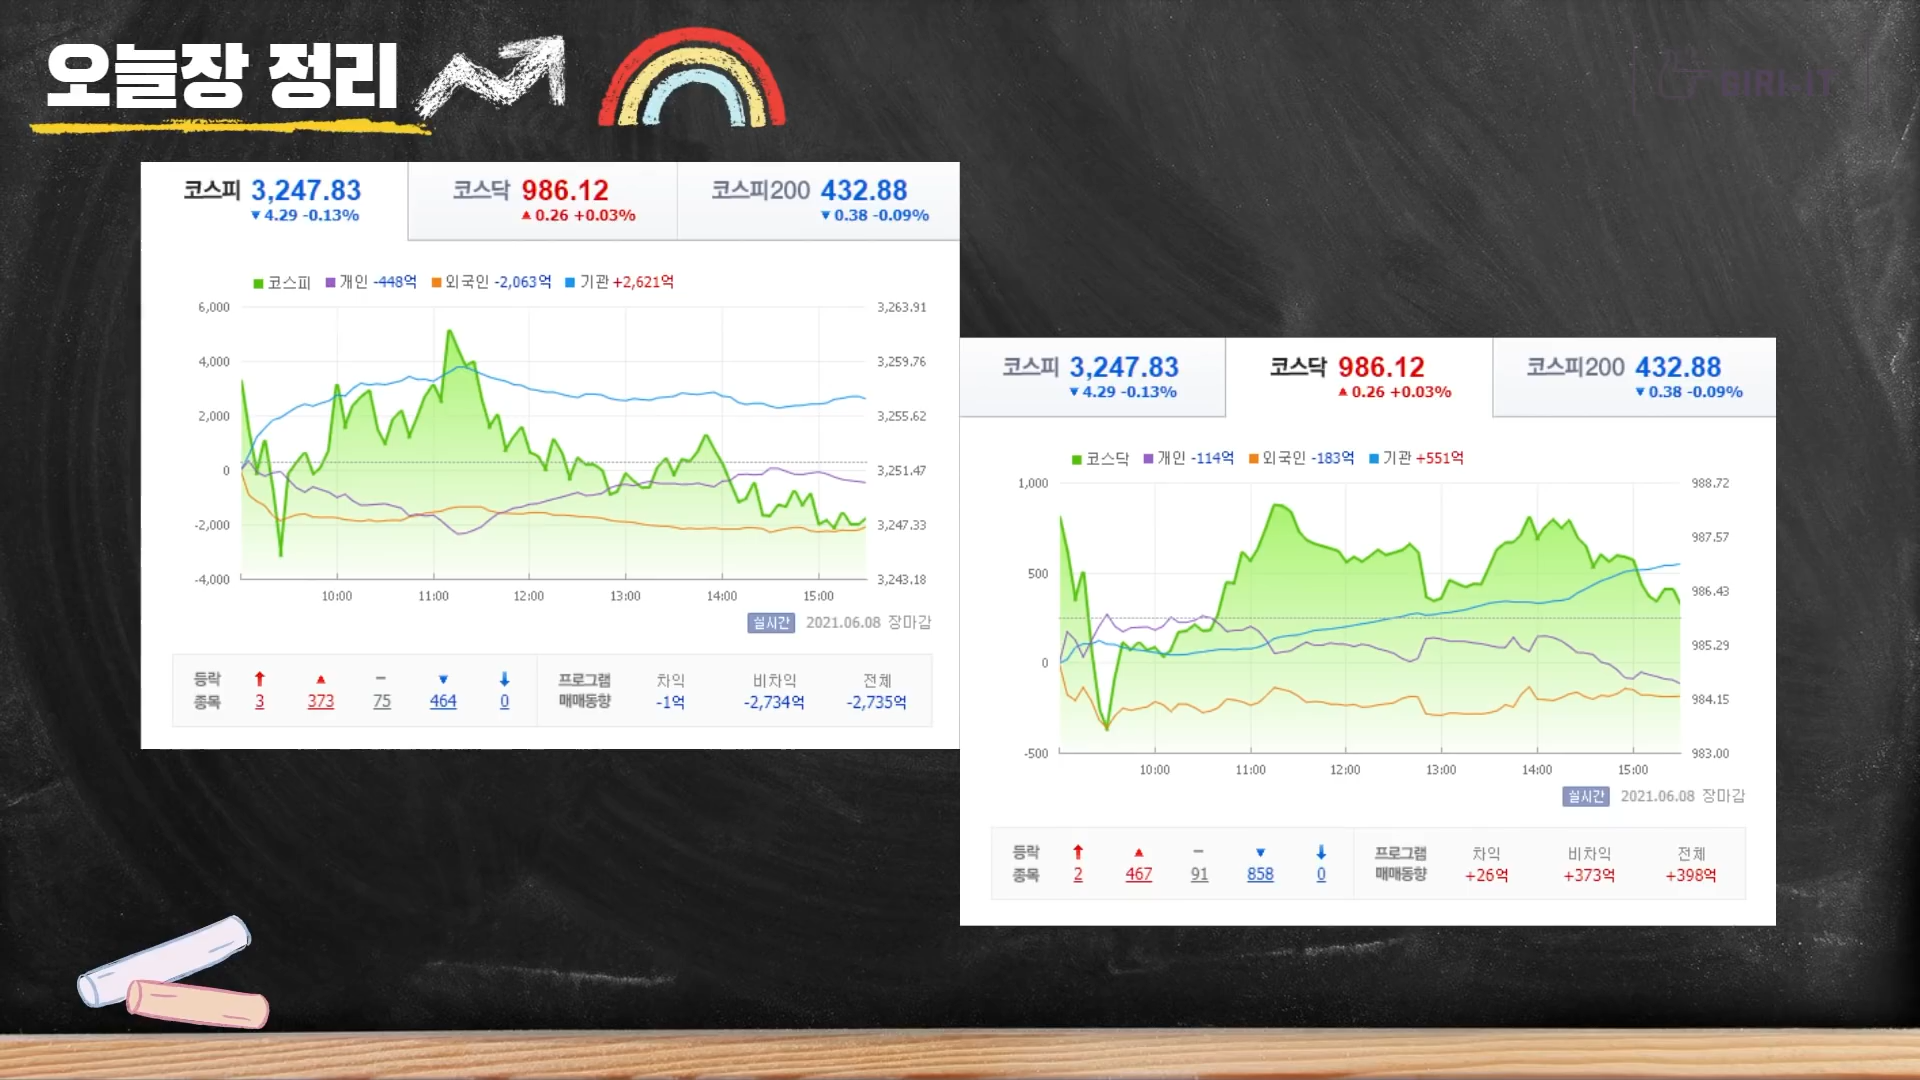 오늘장 정리
코스피 3,247.83
▼4.29 -0.13%
코스닥 986.12
▲0.26 +0.03%
코스피200 432.88
▼0.38 -0.09%
코스피 개인 -448억 외국인 -2,063억 기관 +2,621억
6,000
4,000
2,000
0
-2,000
-4,000
3,263.91
3,259.76
3,255.62
3,251.47
3,247.33
3,243.18
10:00 11:00 12:00 13:00 14:00 15:00
실시간 2021.06.08 장마감
등락
종목
3 373 75 464 0
프로그램
매매동향
차익 비차익 전체
-1억 -2,734억 -2,735억
코스피 3,247.83
▼4.29 -0.13%
코스닥 986.12
▲0.26 +0.03%
코스피200 432.88
▼0.38 -0.09%
코스닥 개인 -114억 외국인 -183억 기관 +551억
1,000
500
0
-500
988.72
987.57
986.43
985.29
984.15
983.00
10:00 11:00 12:00 13:00 14:00 15:00
실시간 2021.06.08 장마감
등락
종목
2 467 91 858 0
프로그램
매매동향
차익 비차익 전체
+26억 +373억 +398억